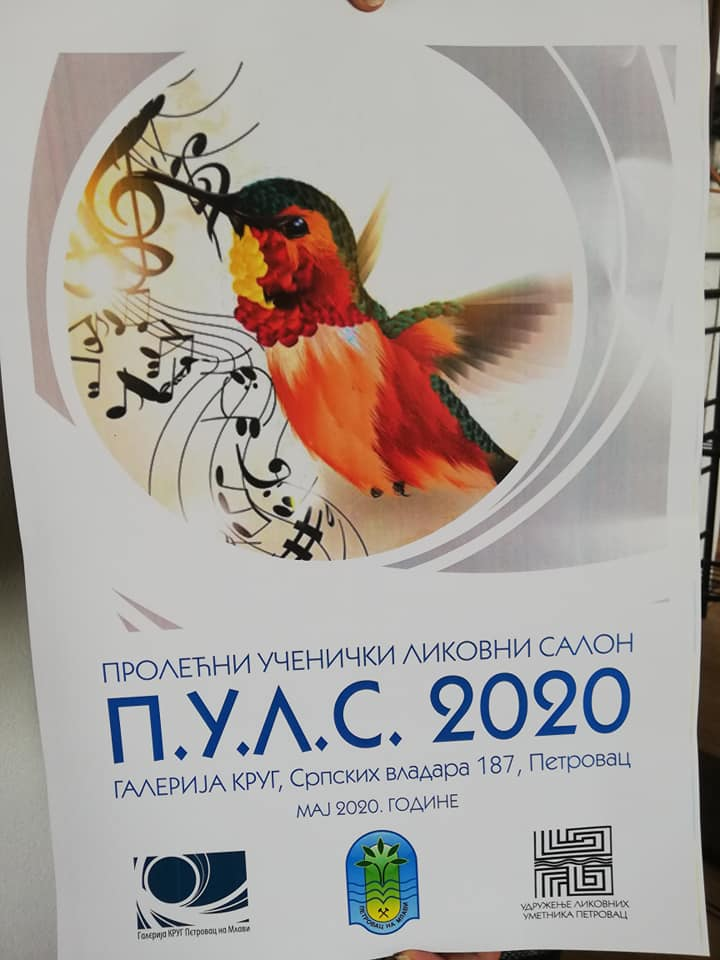 ПРОЛЕЋНИ УЧЕНИЧКИ ЛИКОВНИ САЛОН
П.У.Л.С. 2020
ГАЛЕРИЈА КРУГ, Српских владара 187, Петровац
МАЈ 2020. ГОДИНЕ
Галерија КРУГ Петровац на Млави
ПЕТРОВАЦ НА МЛАВИ
УДРУЖЕЊЕ ЛИКОВНИХ
УМЕТНИКА ПЕТРОВАЦ